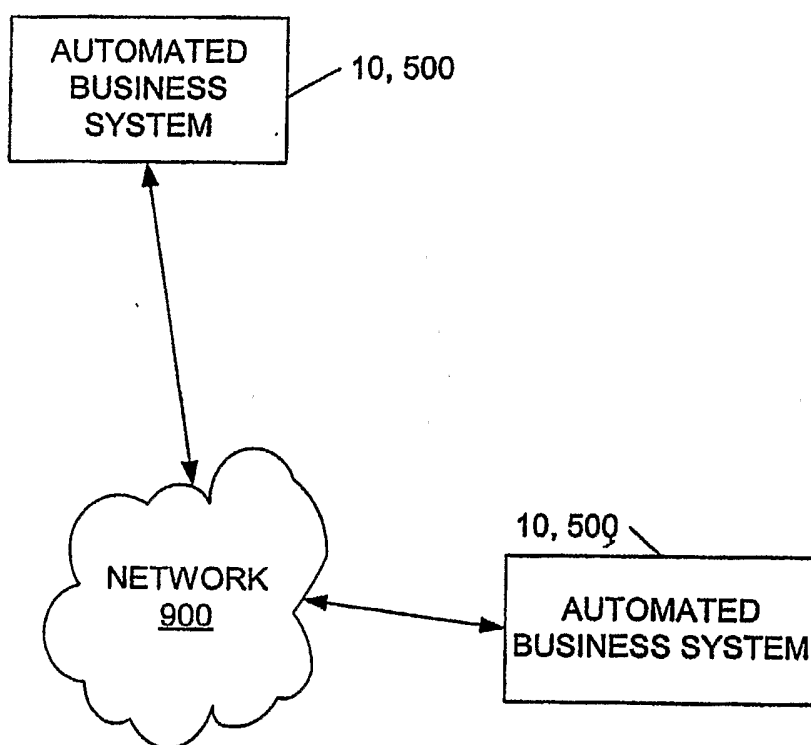 AUTOMATED
BUSINESS
SYSTEM
10, 500
NETWORK
900
10, 500
AUTOMATED
BUSINESS SYSTEM